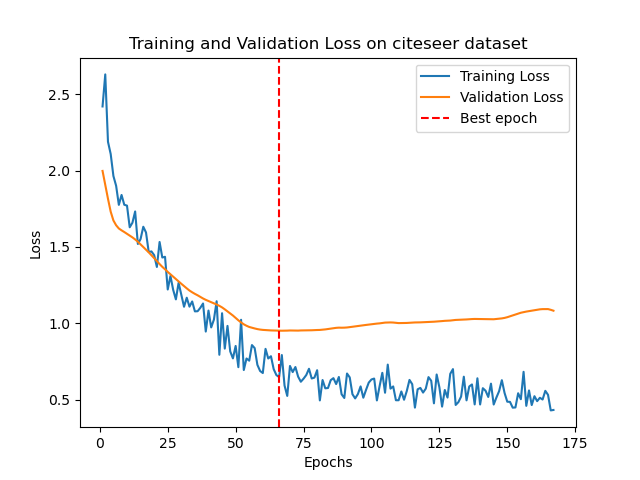 Training and Validation Loss on citeseer dataset
Training Loss
Validation Loss
Best epoch
2.5
2.0
1.5
1.0
0.5
Loss
0 25 50 75 100 125 150 175
Epochs